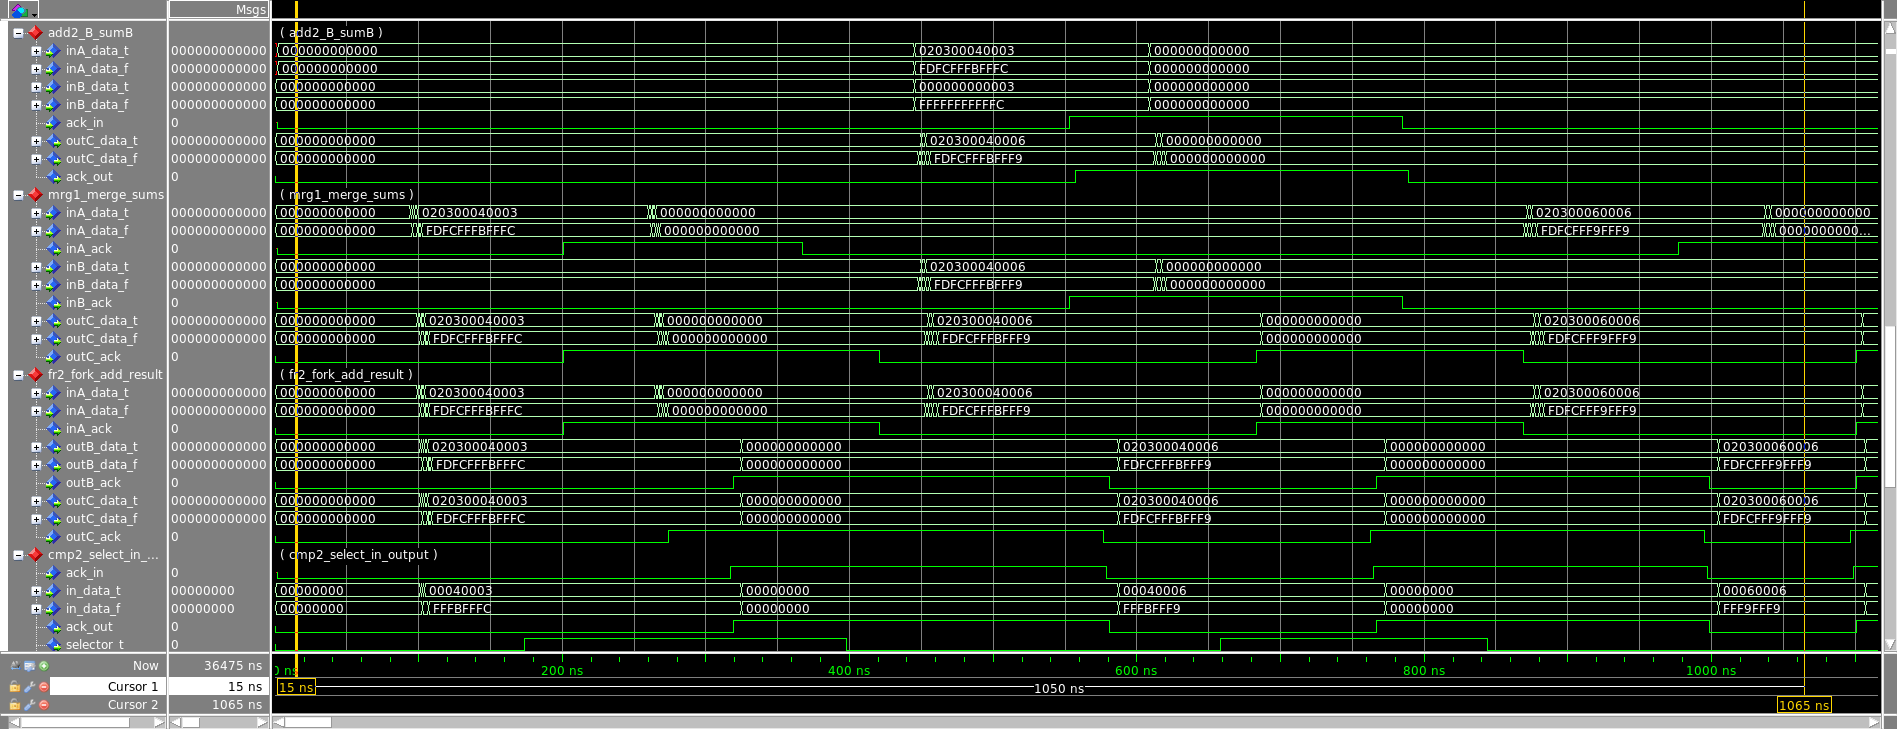 Msgs
add2_B_sumB ( add2_B_sumB )
inA_data_t 000000000000 000000000000 020300040003 000000000000
inA_data_f 000000000000 000000000000 FDFCFFFBFFFC 000000000000
inB_data_t 000000000000 000000000000 000000000003 000000000000
inB_data_f 000000000000 000000000000 FFFFFFFFFFFC 000000000000
ack_in 0
outC_data_t 000000000000 000000000000 020300040006 000000000000
outC_data_f 000000000000 000000000000 FDFCFFFBFFF9 000000000000
ack_out 0
mrg1_merge_sums ( mrg1_merge_sums )
inA_data_t 000000000000 000000000000 020300040003 000000000000 020300060006 000000000000
inA_data_f 000000000000 000000000000 FDFCFFFBFFFC 000000000000 FDFCFFF9FFF9 0000000000...
inA_ack 0
inB_data_t 000000000000 000000000000 020300040006 000000000000
inB_data_f 000000000000 000000000000 FDFCFFFBFFF9 000000000000
inB_ack 0
outC_data_t 000000000000 000000000000 020300040003 000000000000 020300040006 000000000000 020300060006
outC_data_f 000000000000 000000000000 FDFCFFFBFFFC 000000000000 FDFCFFFBFFF9 000000000000 FDFCFFF9FFF9
outC_ack 0
fr2_fork_add_result ( fr2_fork_add_result )
inA_data_t 000000000000 000000000000 020300040003 000000000000 020300040006 000000000000 020300060006
inA_data_f 000000000000 000000000000 FDFCFFFBFFFC 000000000000 FDFCFFFBFFF9 000000000000 FDFCFFF9FFF9
inA_ack 0
outB_data_t 000000000000 000000000000 020300040003 000000000000 020300040006 000000000000 020300060006
outB_data_f 000000000000 000000000000 FDFCFFFBFFFC 000000000000 FDFCFFFBFFF9 000000000000 FDFCFFF9FFF9
outB_ack 0
outC_data_t 000000000000 000000000000 020300040003 000000000000 020300040006 000000000000 020300060006
outC_data_f 000000000000 000000000000 FDFCFFFBFFFC 000000000000 FDFCFFFBFFF9 000000000000 FDFCFFF9FFF9
outC_ack 0
cmp2_select_in_... ( cmp2_select_in_output )
ack_in 0
in_data_t 00000000 00000000 00040003 00000000 00040006 00000000 00060006
in_data_f 00000000 00000000 FFFBFFFC 00000000 FFFBFFF9 00000000 FFF9FFF9
ack_out 0
selector_t 0
Now 36475 ns 0 ns 200 ns 400 ns 600 ns 800 ns 1000 ns
Cursor 1 15 ns 15 ns 1050 ns
Cursor 2 1065 ns 1065 ns